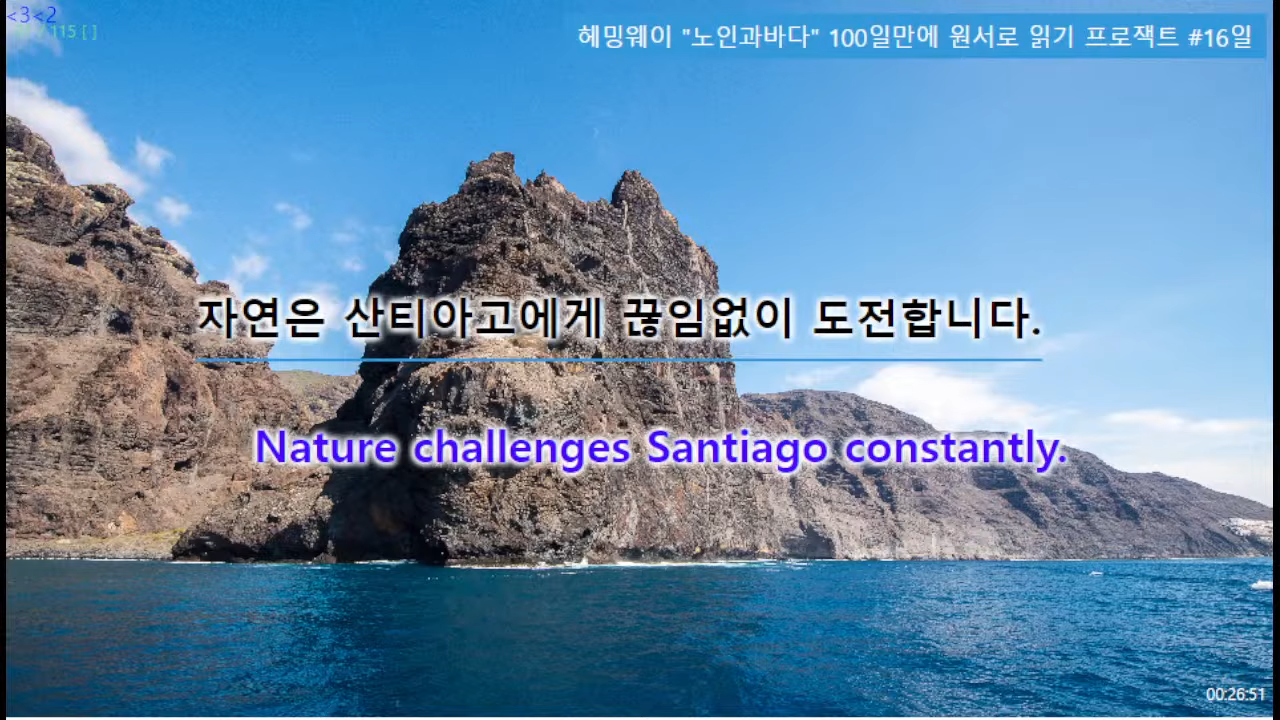 <3<2
115 [ ]
헤밍웨이 "노인과바다" 100일만에 원서로 읽기 프로잭트 #16일
자연은 산티아고에게 끊임없이 도전합니다.
Nature challenges Santiago constantly.
00:26:51